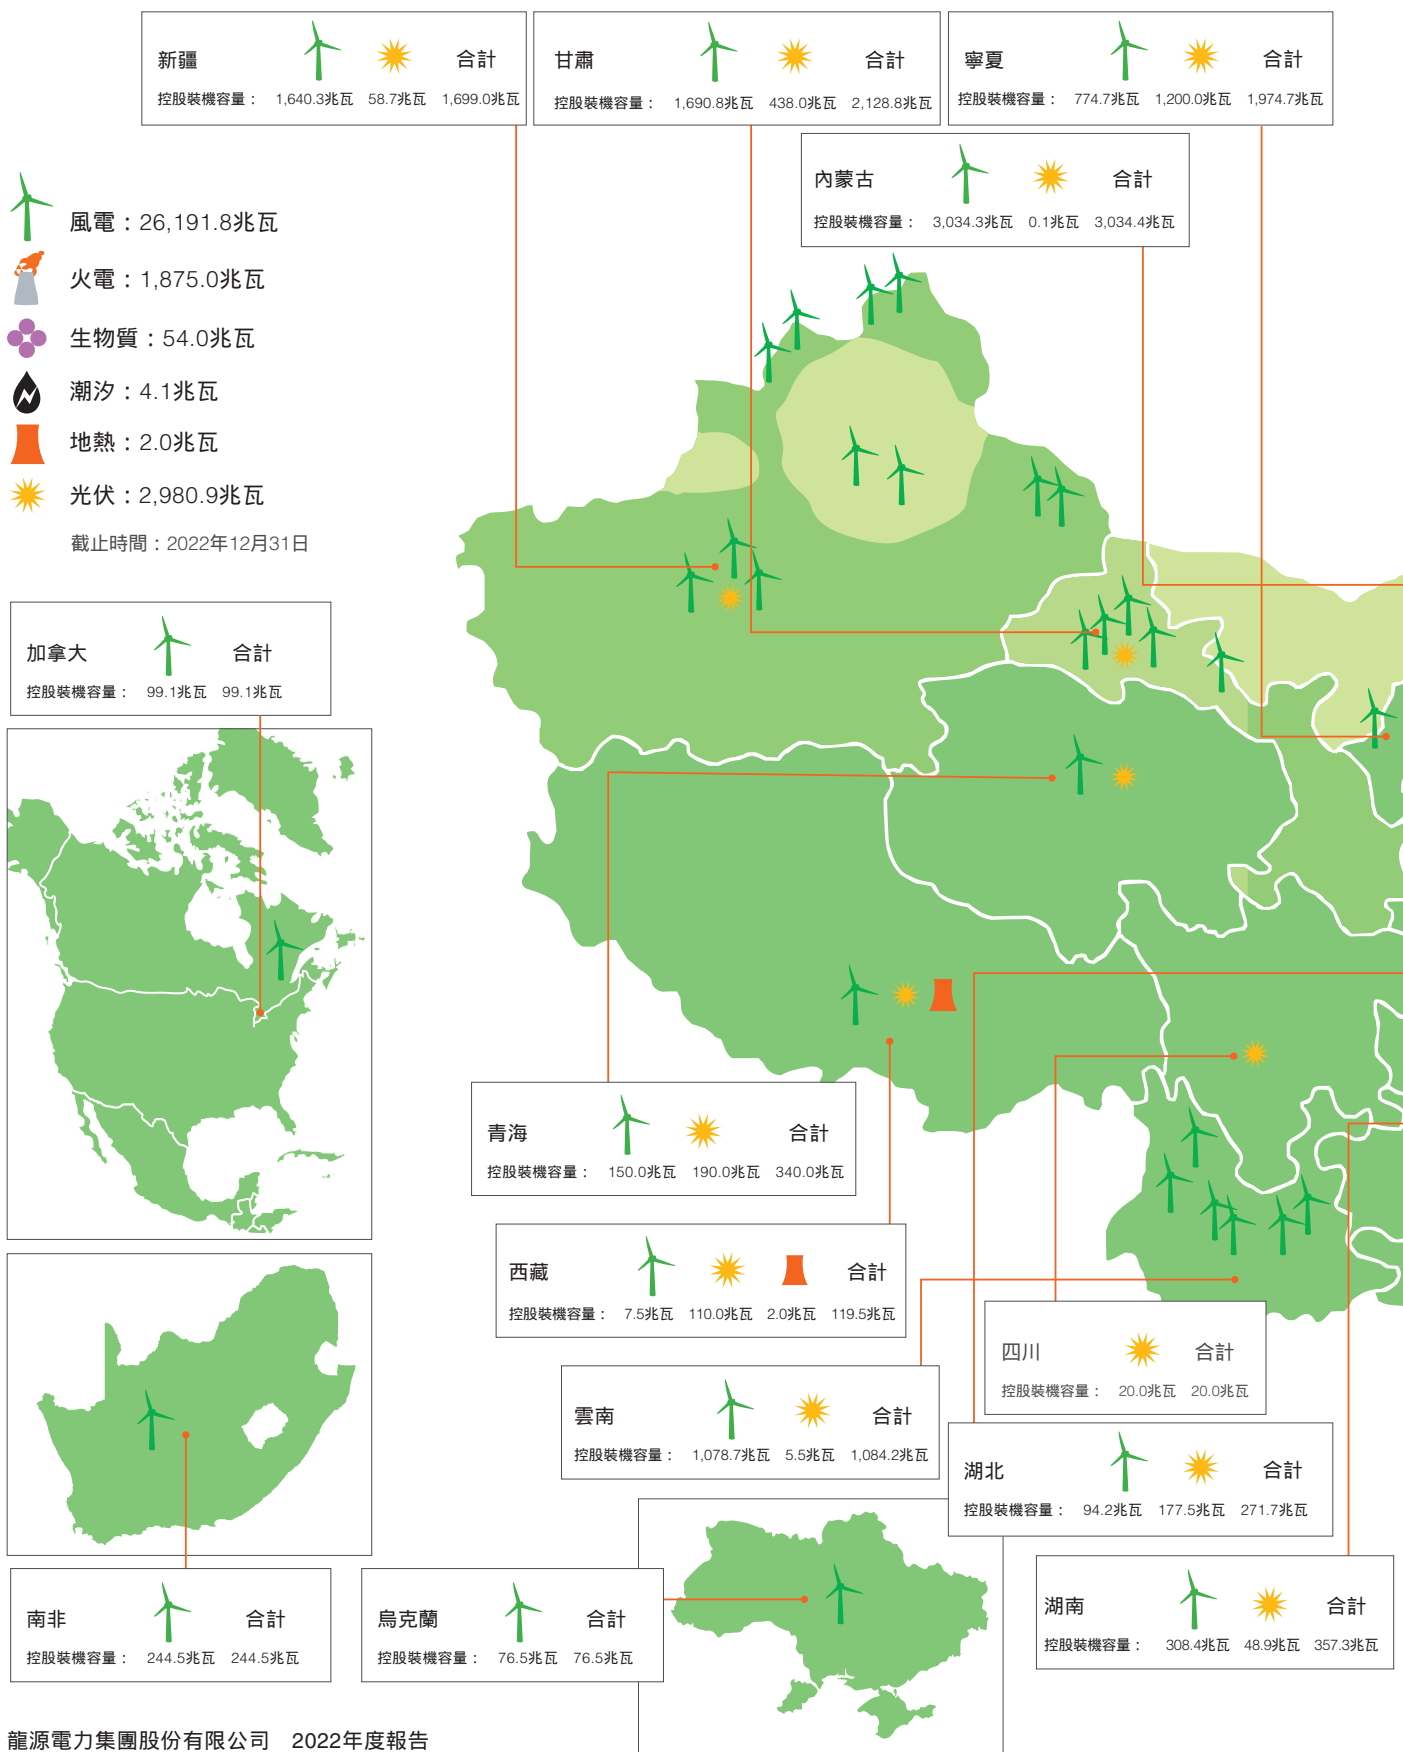 新疆 合計
控股裝機容量： 1,640.3兆瓦 58.7兆瓦 1,699.0兆瓦
甘肅 合計
控股裝機容量： 1,690.8兆瓦 438.0兆瓦 2,128.8兆瓦
寧夏 合計
控股裝機容量： 774.7兆瓦 1,200.0兆瓦 1,974.7兆瓦
內蒙古 合計
控股裝機容量： 3,034.3兆瓦 0.1兆瓦 3,034.4兆瓦
風電：26,191.8兆瓦
火電：1,875.0兆瓦
生物質：54.0兆瓦
潮汐：4.1兆瓦
地熱：2.0兆瓦
光伏：2,980.9兆瓦
截止時間：2022年12月31日
加拿大 合計
控股裝機容量： 99.1兆瓦 99.1兆瓦
青海 合計
控股裝機容量： 150.0兆瓦 190.0兆瓦 340.0兆瓦
西藏 合計
控股裝機容量： 7.5兆瓦 110.0兆瓦 2.0兆瓦 119.5兆瓦
四川 合計
控股裝機容量： 20.0兆瓦 20.0兆瓦
雲南 合計
控股裝機容量： 1,078.7兆瓦 5.5兆瓦 1,084.2兆瓦
湖北 合計
控股裝機容量： 94.2兆瓦 177.5兆瓦 271.7兆瓦
南非 合計
控股裝機容量： 244.5兆瓦 244.5兆瓦
烏克蘭 合計
控股裝機容量： 76.5兆瓦 76.5兆瓦
湖南 合計
控股裝機容量： 308.4兆瓦 48.9兆瓦 357.3兆瓦
龍源電力集團股份有限公司 2022年度報告